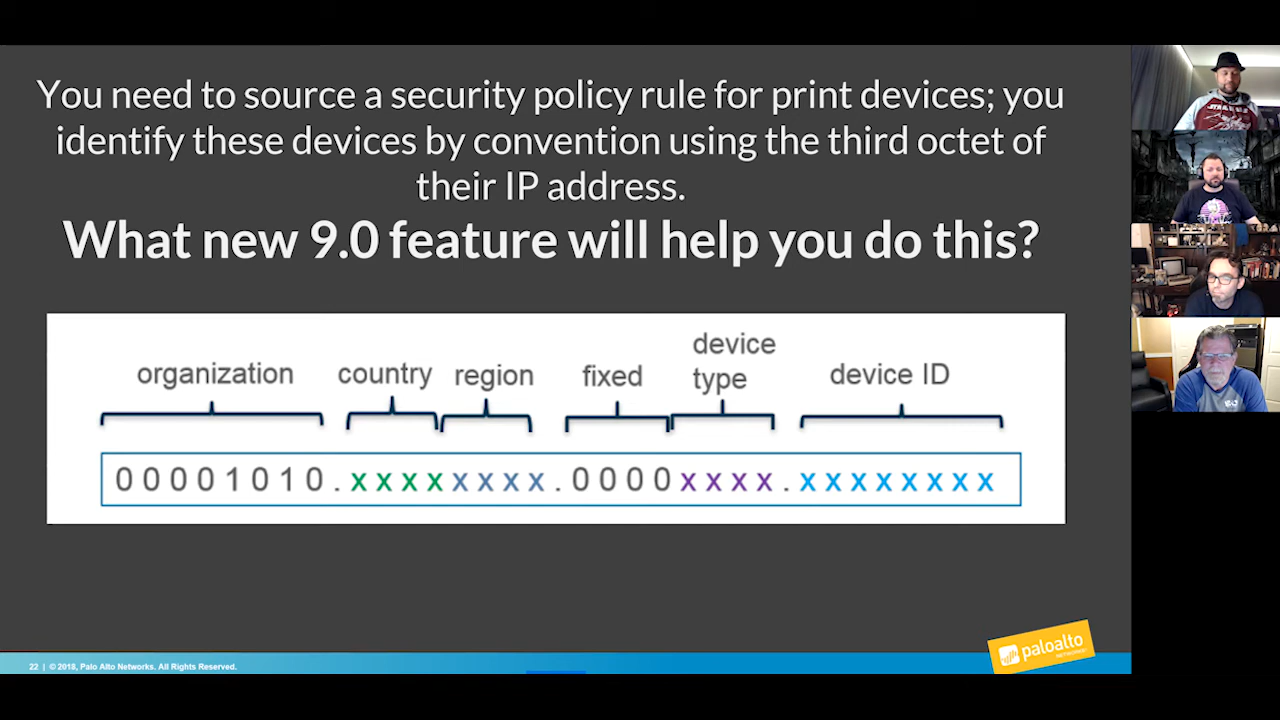 You need to source a security policy rule for print devices; you
identify these devices by convention using the third octet of
their IP address.
What new 9.0 feature will help you do this?
organization country region fixed device type device ID
00001010.xxxxxxxx.0000xxxx.xxxxxxxx
22 | © 2018, Palo Alto Networks. All Rights Reserved.
paloalto
NETWORKS